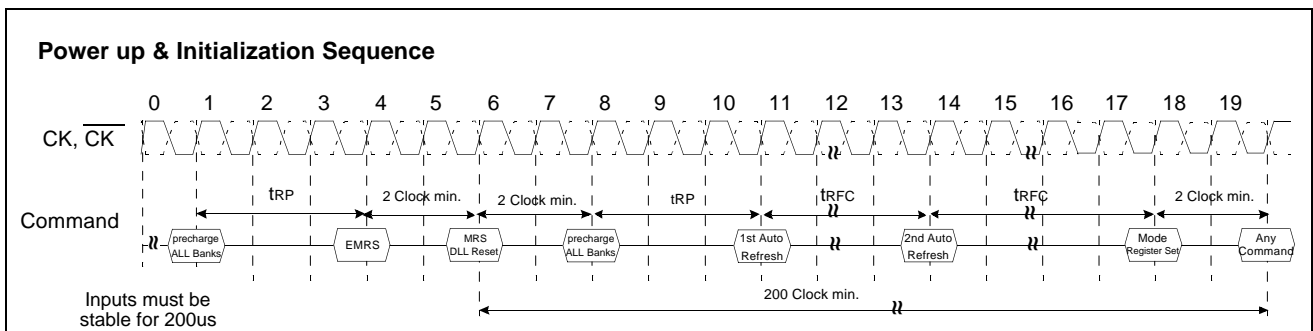 Power up & Initialization Sequence
0 1 2 3 4 5 6 7 8 9 10 11 12 13 14 15 16 17 18 19
CK, CK
tRP 2 Clock min. 2 Clock min. tRP tRFC tRFC 2 Clock min.
Command
precharge
ALL Banks
EMRS
MRS
DLL Reset
precharge
ALL Banks
1st Auto
Refresh
2nd Auto
Refresh
Mode
Register Set
Any
Command
200 Clock min.
Inputs must be
stable for 200us